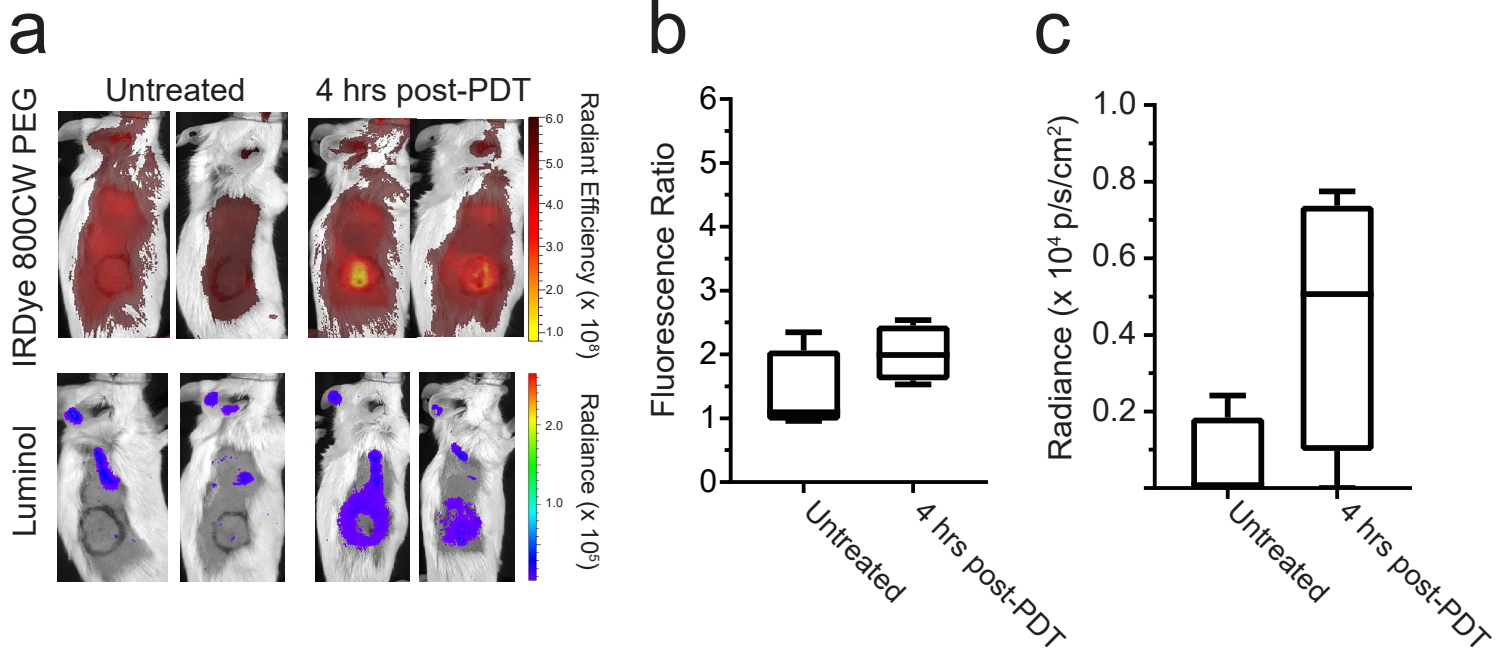 a
Untreated
4 hrs post-PDT
IRDye 800CW PEG
6.0
5.0
4.0
3.0
2.0
1.0
Radiant Efficiency (x 10⁸)
Luminol
2.0
1.0
Radiance (x 10⁵)
b
Fluorescence Ratio
6
5
4
3
2
1
0
Untreated
4 hrs post-PDT
c
Radiance (x 10⁴ p/s/cm²)
1.0
0.8
0.6
0.4
0.2
Untreated
4 hrs post-PDT